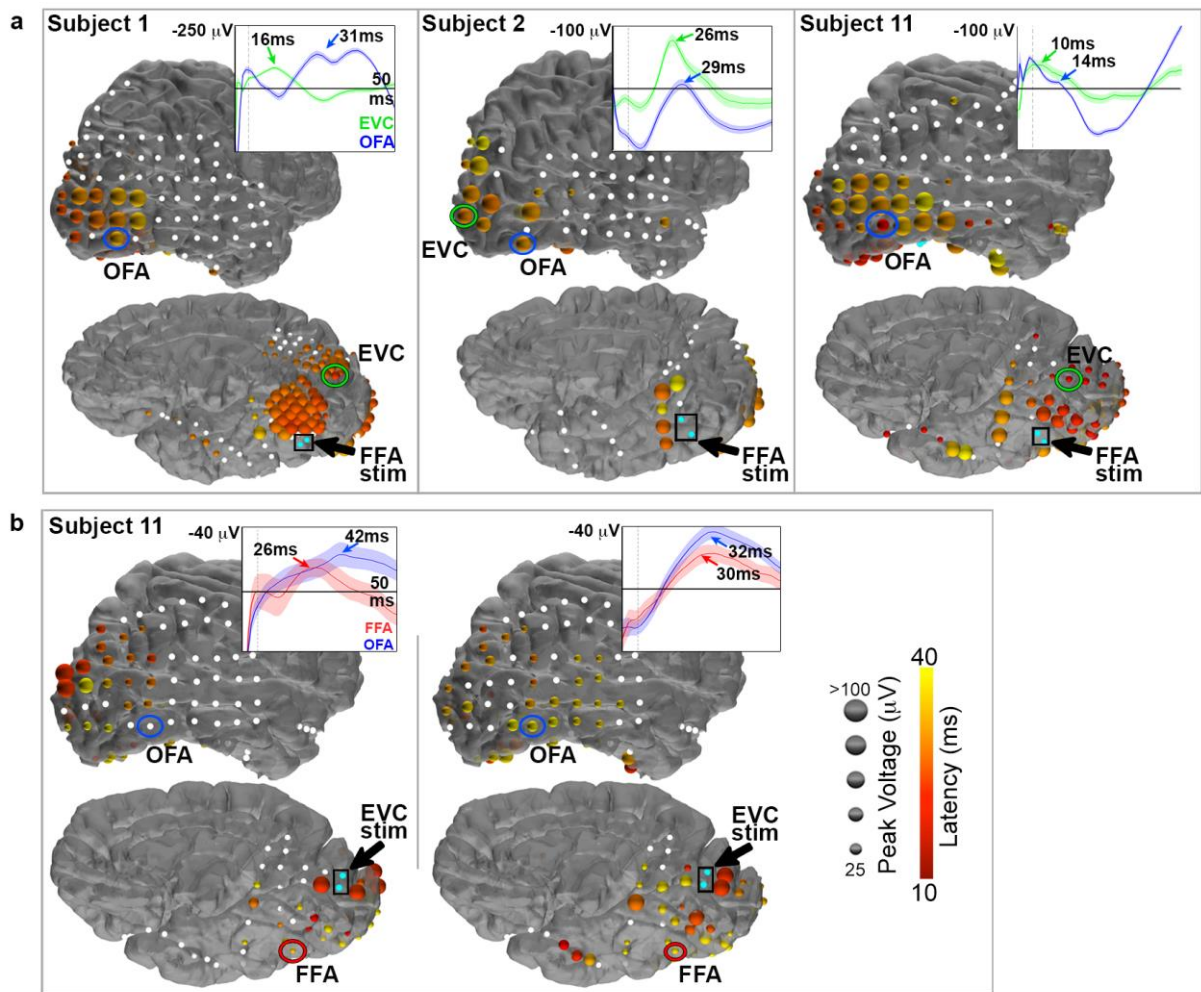 a
Subject 1
-250 μV
16ms
31ms
50
ms
EVC
OFA
OFA
EVC
FFA
stim
Subject 2
-100 μV
26ms
29ms
EVC
OFA
FFA
stim
Subject 11
-100 μV
10ms
14ms
OFA
EVC
FFA
stim
b
Subject 11
-40 μV
26ms
42ms
50
ms
FFA
OFA
OFA
EVC
stim
FFA
-40 μV
32ms
30ms
OFA
EVC
stim
FFA
>100
25
Peak Voltage (μV)
40
10
Latency (ms)